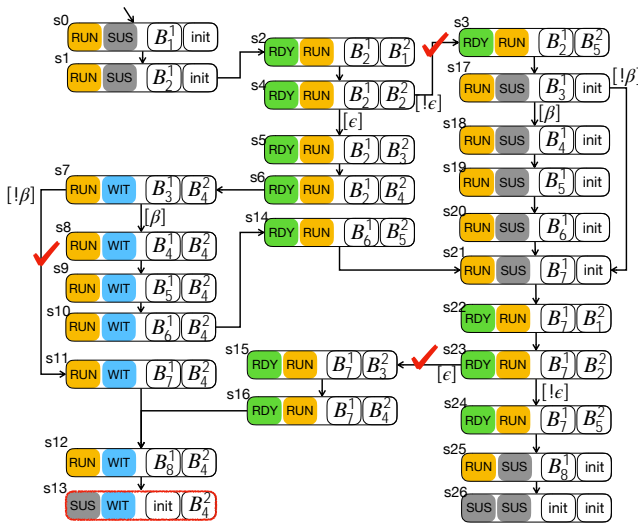 s0
RUN SUS B₁¹ init
s1
RUN SUS B₂¹ init
s2
RDY RUN B₂¹ B₁²
s4
RDY RUN B₂¹ B₂²
[!ϵ]
[ϵ]
s5
RDY RUN B₂¹ B₃²
s6
RDY RUN B₂¹ B₄²
s3
RDY RUN B₂¹ B₅²
s17
RUN SUS B₃¹ init
[!β]
[β]
s18
RUN SUS B₄¹ init
s19
RUN SUS B₅¹ init
s20
RUN SUS B₆¹ init
s21
RUN SUS B₇¹ init
s7
RUN WIT B₃¹ B₄²
[!β]
[β]
s8
RUN WIT B₄¹ B₄²
s9
RUN WIT B₅¹ B₄²
s10
RUN WIT B₆¹ B₄²
s14
RDY RUN B₆¹ B₅²
s11
RUN WIT B₇¹ B₄²
s22
RDY RUN B₇¹ B₁²
s23
RDY RUN B₇¹ B₂²
[ϵ]
[!ϵ]
s15
RDY RUN B₇¹ B₃²
s16
RDY RUN B₇¹ B₄²
s24
RDY RUN B₇¹ B₅²
s12
RUN WIT B₈¹ B₄²
s13
SUS WIT init B₄²
s25
RUN SUS B₈¹ init
s26
SUS SUS init init